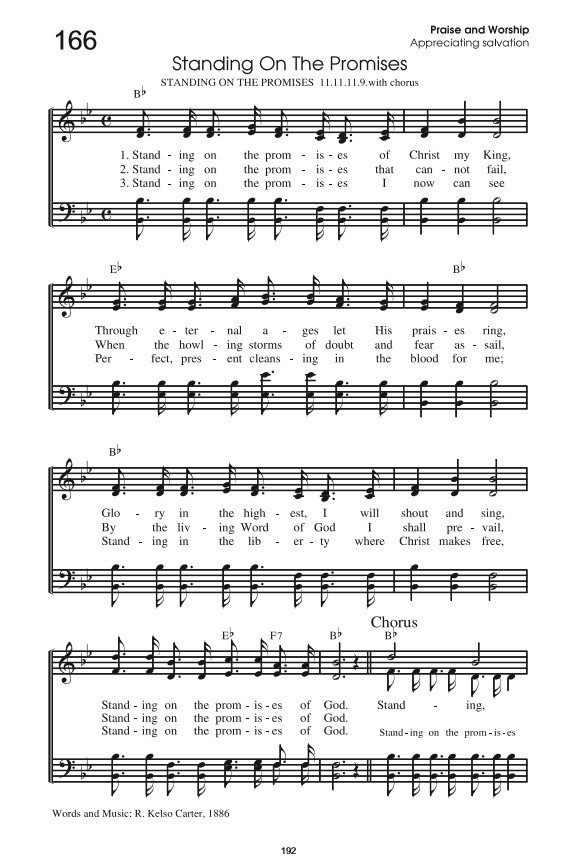 166
Praise and Worship
Appreciating salvation
Standing On The Promises
STANDING ON THE PROMISES 11.11.11.9.with chorus
B♭
1. Stand - ing on the prom - is - es of Christ my King,
2. Stand - ing on the prom - is - es that can - not fail,
3. Stand - ing on the prom - is - es I now can see
E♭ B♭
Through e - ter - nal a - ges let His prais - es ring,
When the howl - ing storms of doubt and fear as - sail,
Per - fect, pres - ent cleans - ing in the blood for me;
B♭
Glo - ry in the high - est, I will shout and sing,
By the liv - ing Word of God I shall pre - vail,
Stand - ing in the lib - er - ty where Christ makes free,
Chorus
E♭ F7 B♭ B♭
Stand - ing on the prom - is - es of God. Stand - ing,
Stand - ing on the prom - is - es of God.
Stand - ing on the prom - is - es of God. Stand - ing on the prom - is - es
Words and Music: R. Kelso Carter, 1886
192